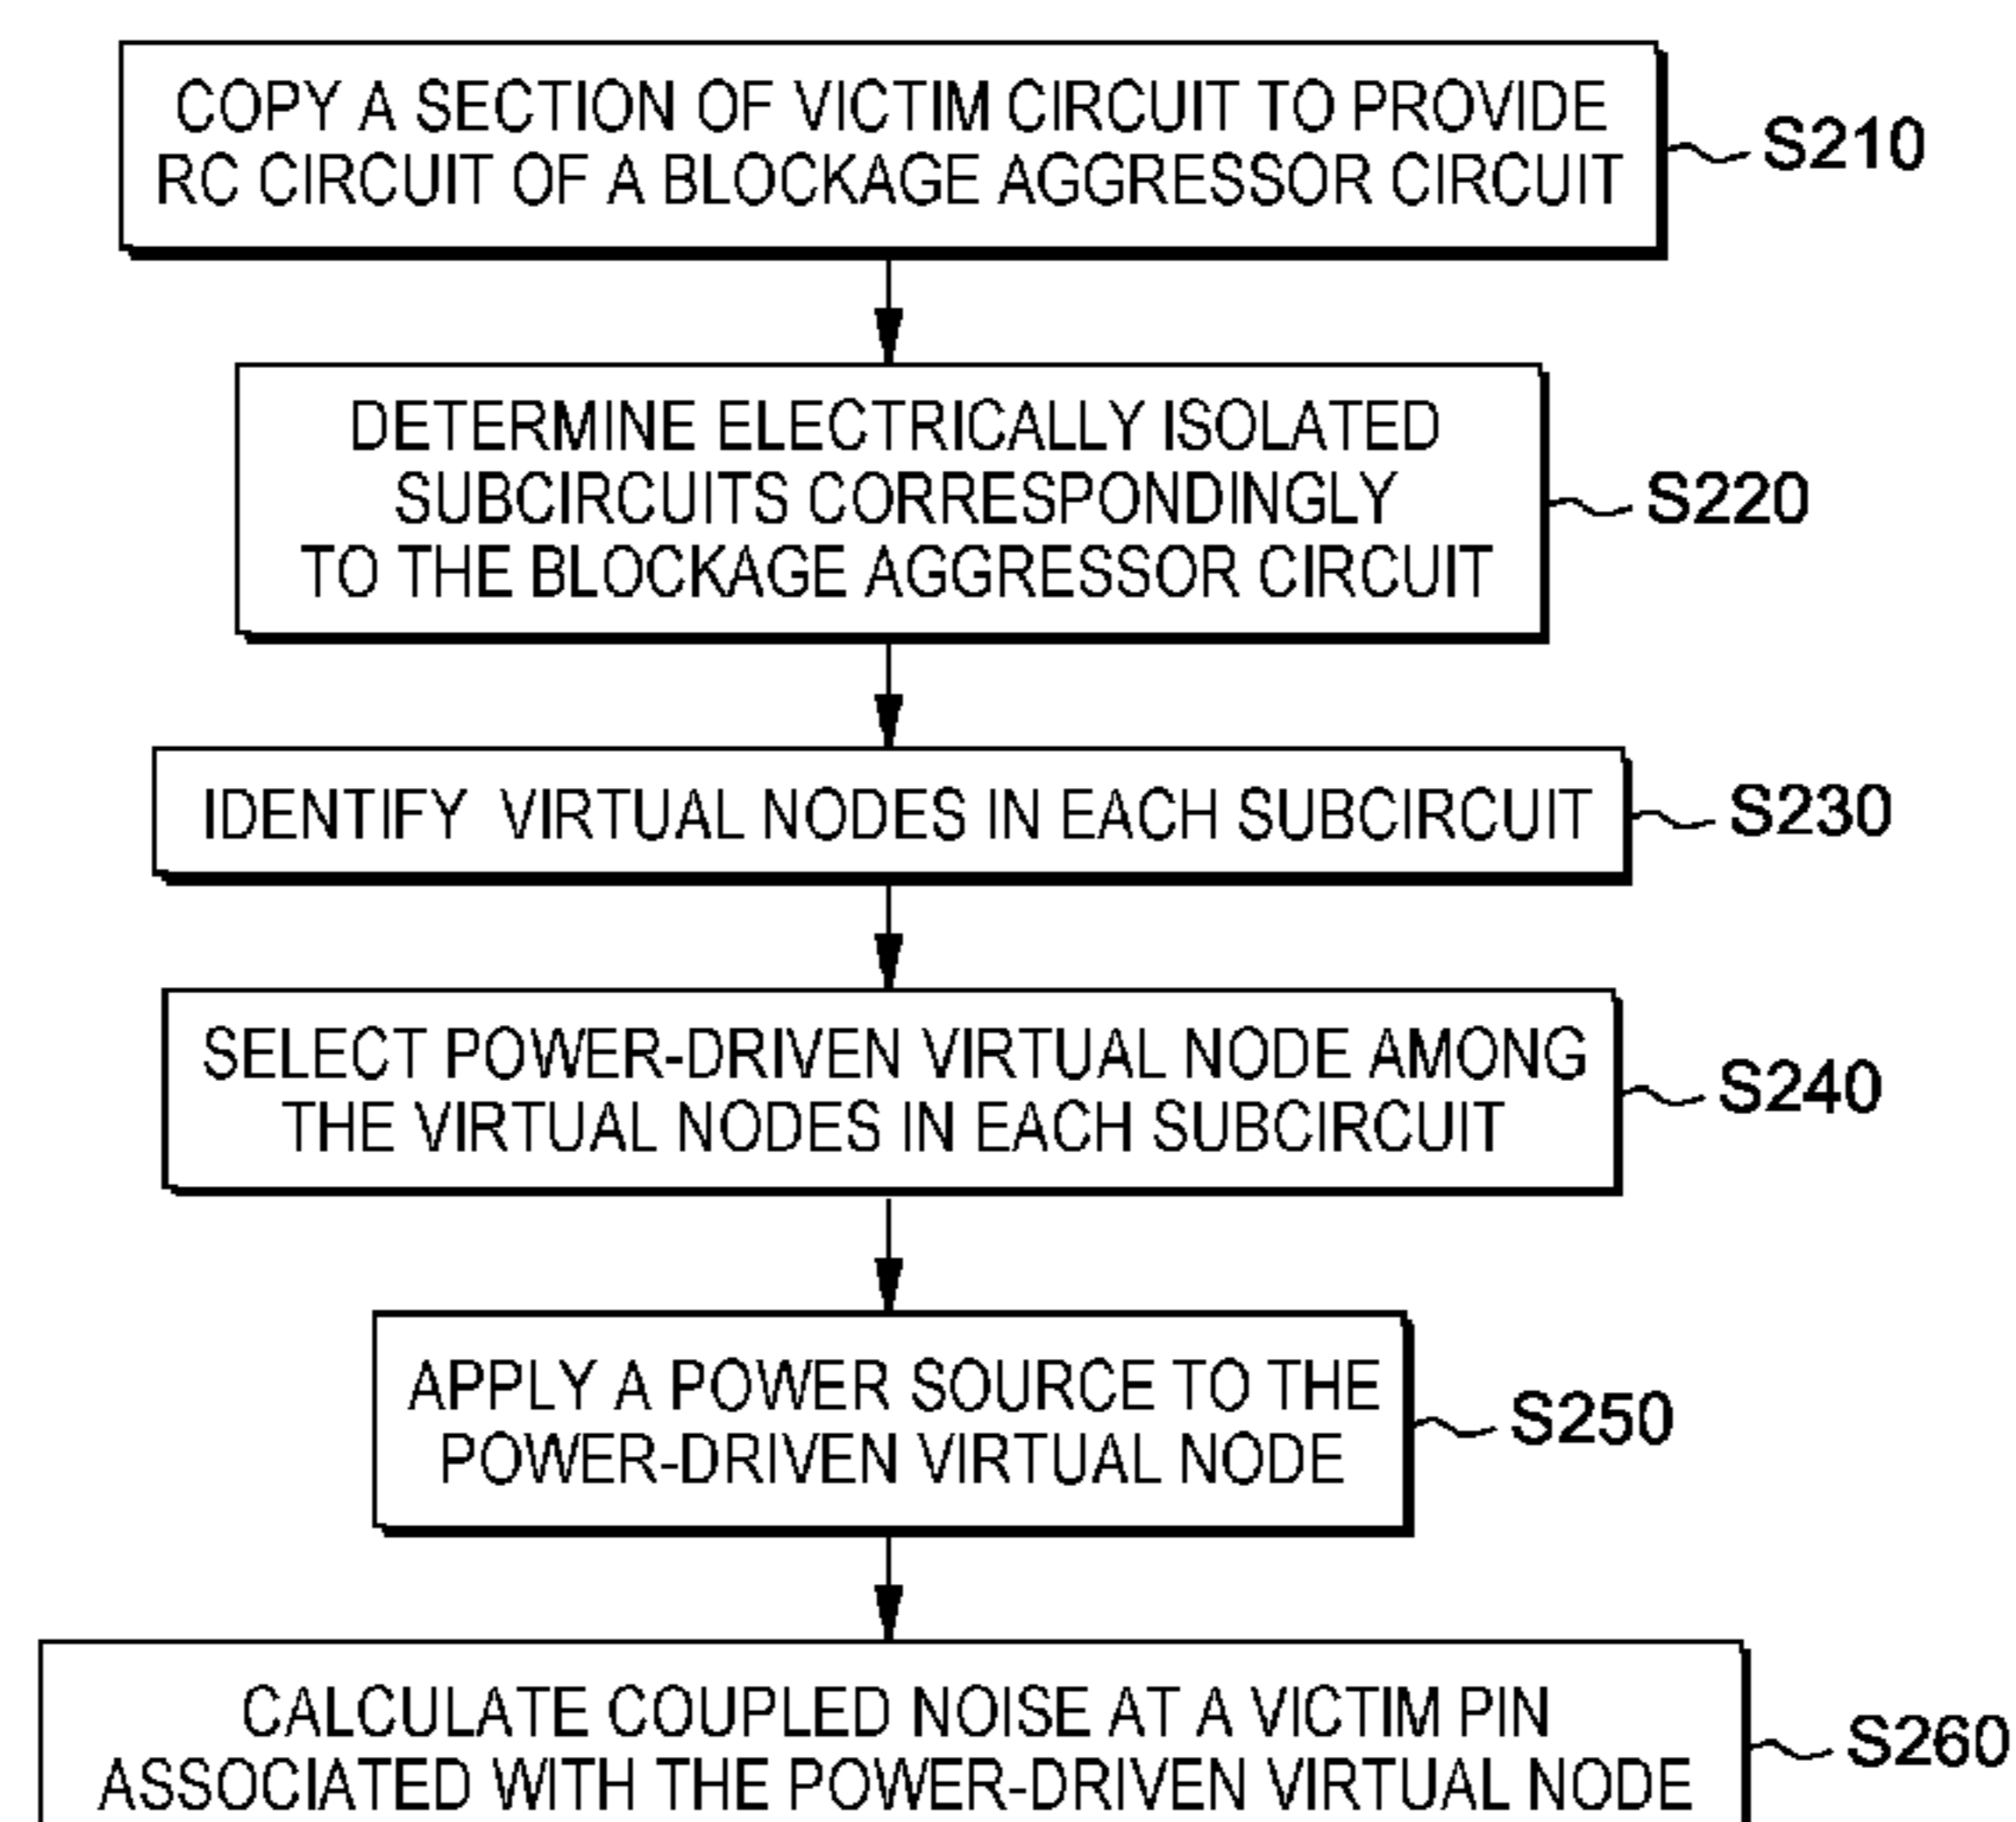 COPY A SECTION OF VICTIM CIRCUIT TO PROVIDE
RC CIRCUIT OF A BLOCKAGE AGGRESSOR CIRCUIT
S210
DETERMINE ELECTRICALLY ISOLATED
SUBCIRCUITS CORRESPONDINGLY
TO THE BLOCKAGE AGGRESSOR CIRCUIT
S220
IDENTIFY VIRTUAL NODES IN EACH SUBCIRCUIT
S230
SELECT POWER-DRIVEN VIRTUAL NODE AMONG
THE VIRTUAL NODES IN EACH SUBCIRCUIT
S240
APPLY A POWER SOURCE TO THE
POWER-DRIVEN VIRTUAL NODE
S250
CALCULATE COUPLED NOISE AT A VICTIM PIN
ASSOCIATED WITH THE POWER-DRIVEN VIRTUAL NODE
S260